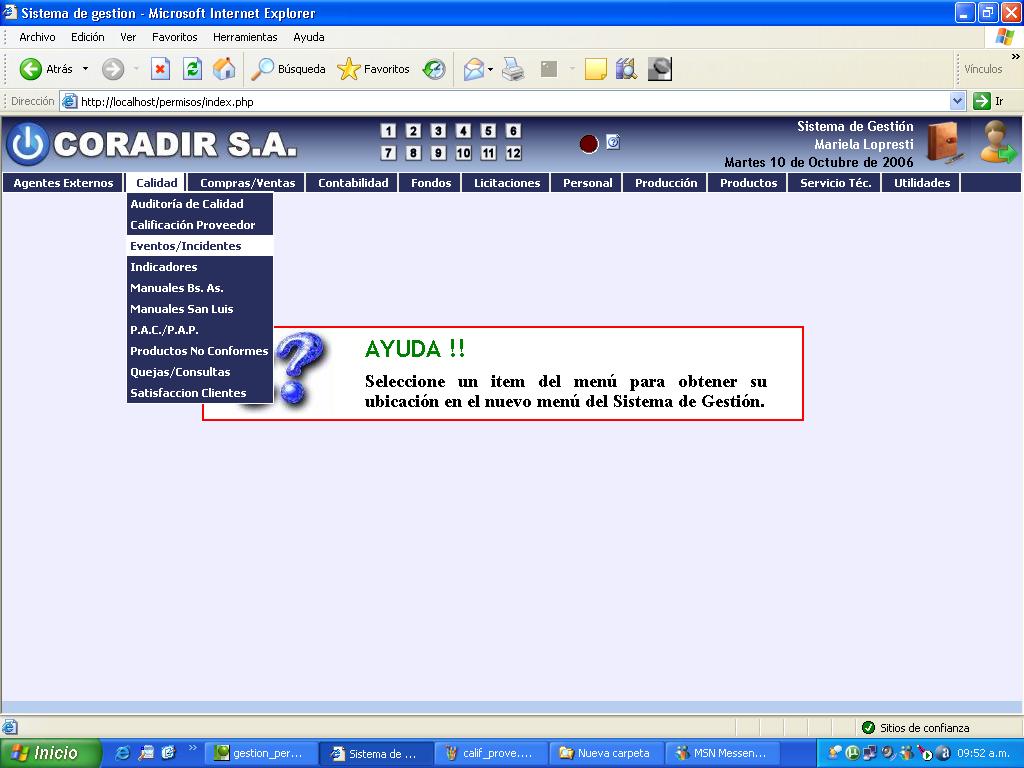 Sistema de gestion - Microsoft Internet Explorer
Archivo Edición Ver Favoritos Herramientas Ayuda
Atrás Búsqueda Favoritos Vínculos »
Dirección http://localhost/permisos/index.php Ir
CORADIR S.A.
1 2 3 4 5 6
7 8 9 10 11 12
Sistema de Gestión
Mariela Lopresti
Martes 10 de Octubre de 2006
Agentes Externos Calidad Compras/Ventas Contabilidad Fondos Licitaciones Personal Producción Productos Servicio Téc. Utilidades
Auditoría de Calidad
Calificación Proveedor
Eventos/Incidentes
Indicadores
Manuales Bs. As.
Manuales San Luis
P.A.C./P.A.P.
Productos No Conformes
Quejas/Consultas
Satisfaccion Clientes
AYUDA !!
Seleccione un item del menú para obtener su
ubicación en el nuevo menú del Sistema de Gestión.
Sitios de confianza
Inicio » gestion_per... Sistema de ... calif_prove.... Nueva carpeta MSN Messen... 09:52 a.m.